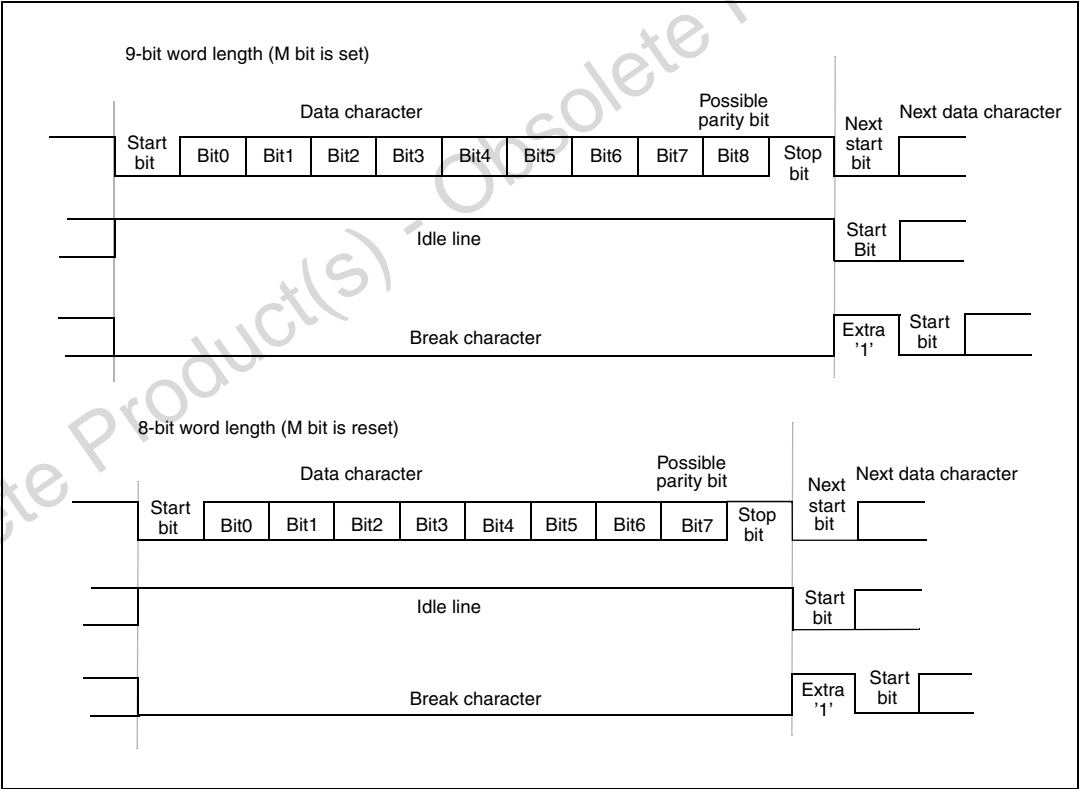 9-bit word length (M bit is set)
Data character
Possible
parity bit
Next data character
Start
bit
Bit0 Bit1 Bit2 Bit3 Bit4 Bit5 Bit6 Bit7 Bit8
Stop
bit
Next
start
bit
Idle line
Start
Bit
Break character
Extra
'1'
Start
bit
8-bit word length (M bit is reset)
Data character
Possible
parity bit
Next data character
Start
bit
Bit0 Bit1 Bit2 Bit3 Bit4 Bit5 Bit6 Bit7
Stop
bit
Next
start
bit
Idle line
Start
bit
Break character
Extra
'1'
Start
bit
ete Product(s) - Obsolete